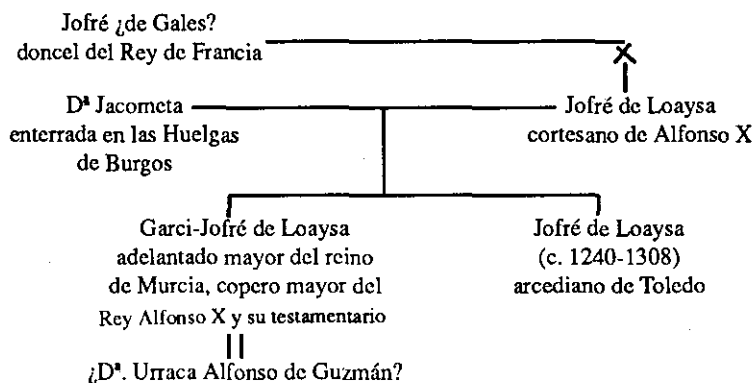 Jofré ¿de Gales?
doncel del Rey de Francia
X
Dª Jacometa
enterrada en las Huelgas
de Burgos
Jofré de Loaysa
cortesano de Alfonso X
Garci-Jofré de Loaysa
adelantado mayor del reino
de Murcia, copero mayor del
Rey Alfonso X y su testamentario
Jofré de Loaysa
(c. 1240-1308)
arcediano de Toledo
¿Dª. Urraca Alfonso de Guzmán?